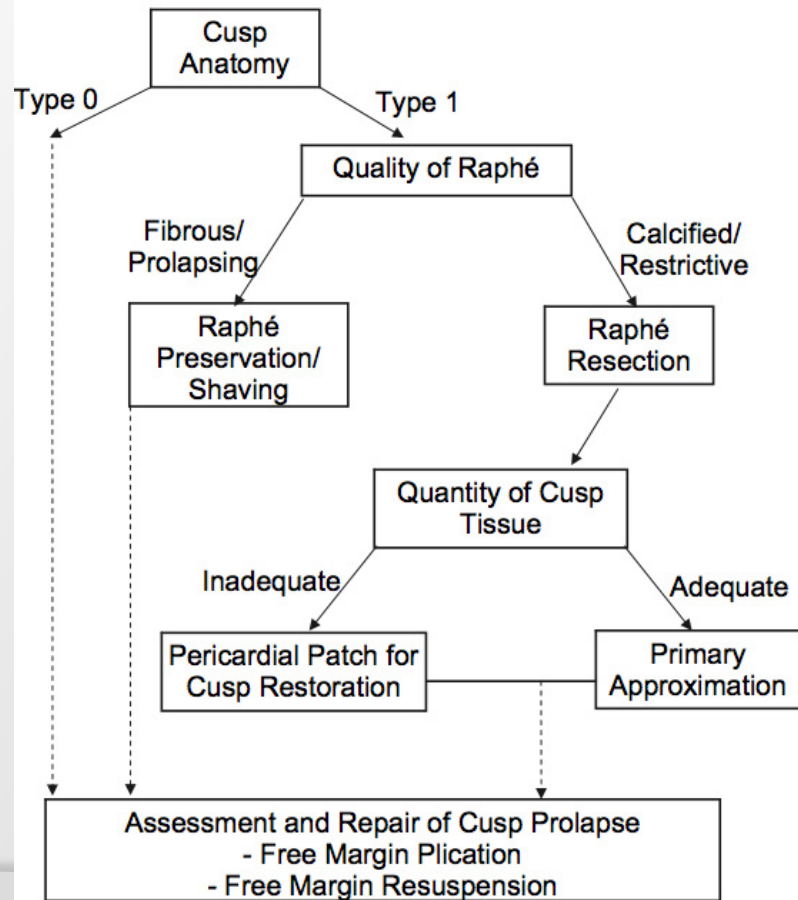 Cusp
Anatomy
Type 0
Type 1
Quality of Raphé
Fibrous/
Prolapsing
Calcified/
Restrictive
Raphé
Preservation/
Shaving
Raphé
Resection
Quantity of Cusp
Tissue
Inadequate
Adequate
Pericardial Patch for
Cusp Restoration
Primary
Approximation
Assessment and Repair of Cusp Prolapse
- Free Margin Plication
- Free Margin Resuspension